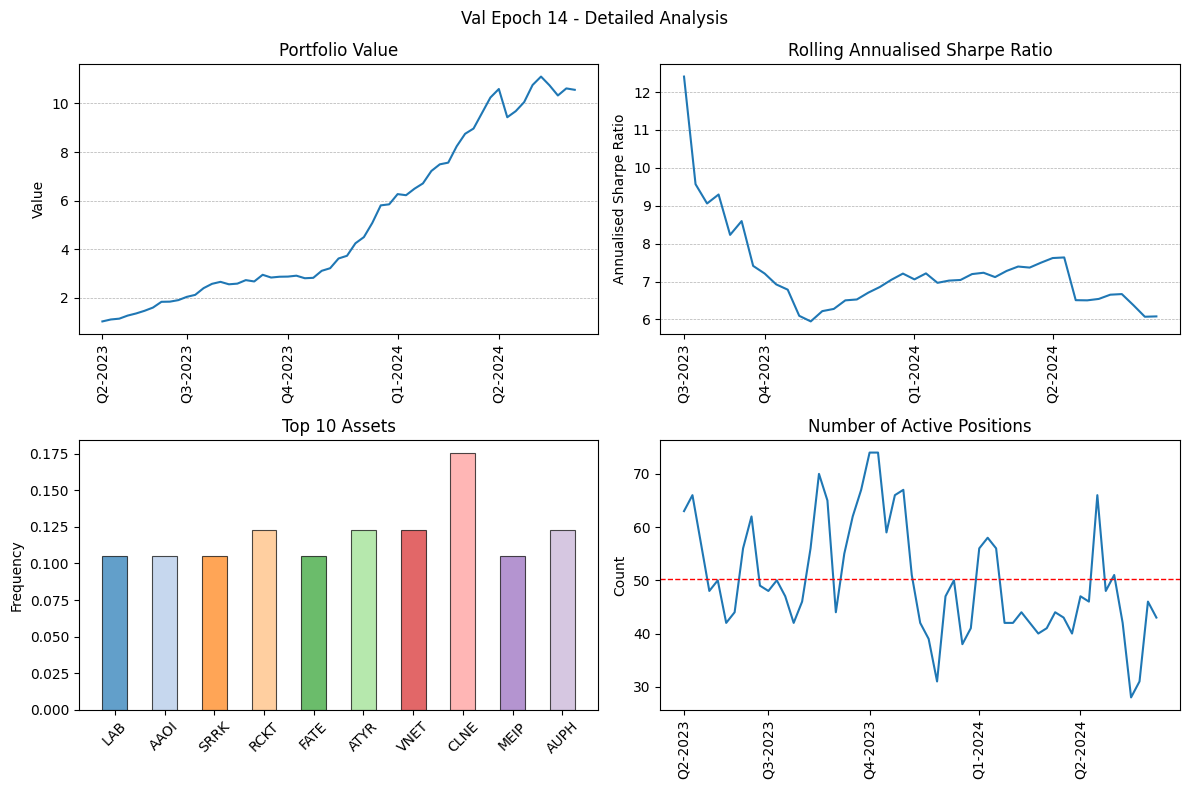 Val Epoch 14 - Detailed Analysis
Portfolio Value
Value
10
8
6
4
2
Q2-2023
Q3-2023
Q4-2023
Q1-2024
Q2-2024
Rolling Annualised Sharpe Ratio
Annualised Sharpe Ratio
12
11
10
9
8
7
6
Q3-2023
Q4-2023
Q1-2024
Q2-2024
Top 10 Assets
Frequency
0.175
0.150
0.125
0.100
0.075
0.050
0.025
0.000
LAB
AAOI
SRRK
RCKT
FATE
ATYR
VNET
CLNE
MEIP
AUPH
Number of Active Positions
Count
70
60
50
40
30
Q2-2023
Q3-2023
Q4-2023
Q1-2024
Q2-2024